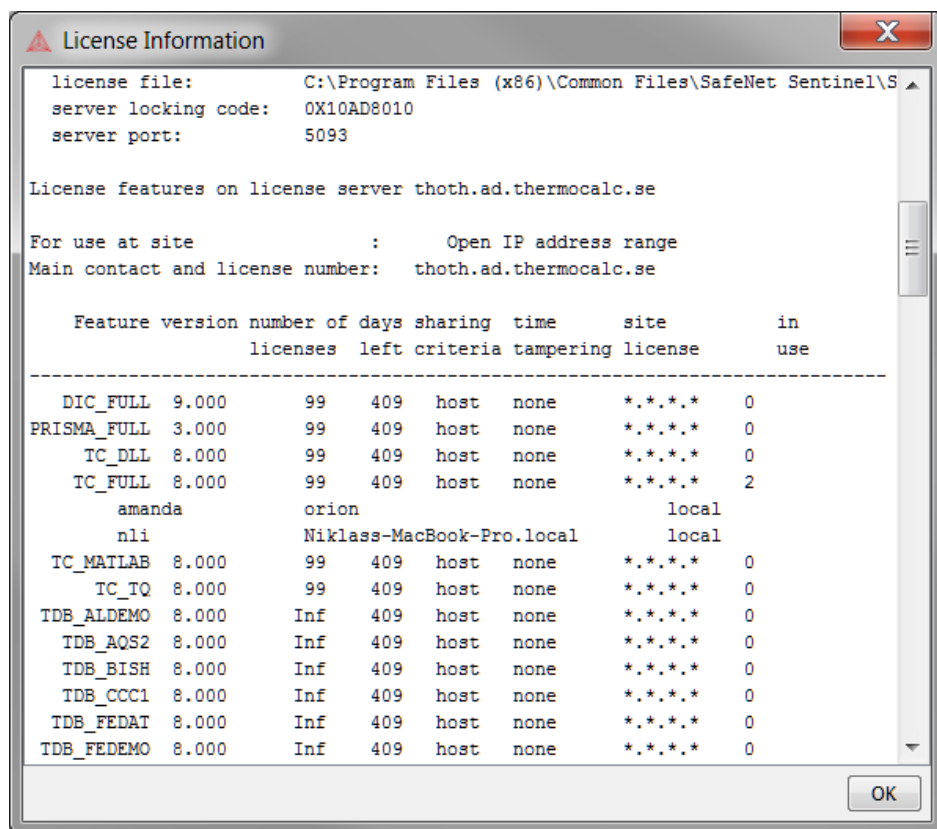 License Information
license file: C:\Program Files (x86)\Common Files\SafeNet Sentinel\S
server locking code: 0X10AD8010
server port: 5093
License features on license server thoth.ad.thermocalc.se
For use at site : Open IP address range
Main contact and license number: thoth.ad.thermocalc.se
Feature version number of days sharing time site in
licenses left criteria tampering license use
--------------------------------------------------------------------------
DIC_FULL 9.000 99 409 host none *.*.*.* 0
PRISMA_FULL 3.000 99 409 host none *.*.*.* 0
TC_DLL 8.000 99 409 host none *.*.*.* 0
TC_FULL 8.000 99 409 host none *.*.*.* 2
amanda orion local
nli Niklass-MacBook-Pro.local local
TC_MATLAB 8.000 99 409 host none *.*.*.* 0
TC_TQ 8.000 99 409 host none *.*.*.* 0
TDB_ALDEMO 8.000 Inf 409 host none *.*.*.* 0
TDB_AQS2 8.000 Inf 409 host none *.*.*.* 0
TDB_BISH 8.000 Inf 409 host none *.*.*.* 0
TDB_CCC1 8.000 Inf 409 host none *.*.*.* 0
TDB_FEDAT 8.000 Inf 409 host none *.*.*.* 0
TDB_FEDEMO 8.000 Inf 409 host none *.*.*.* 0
OK